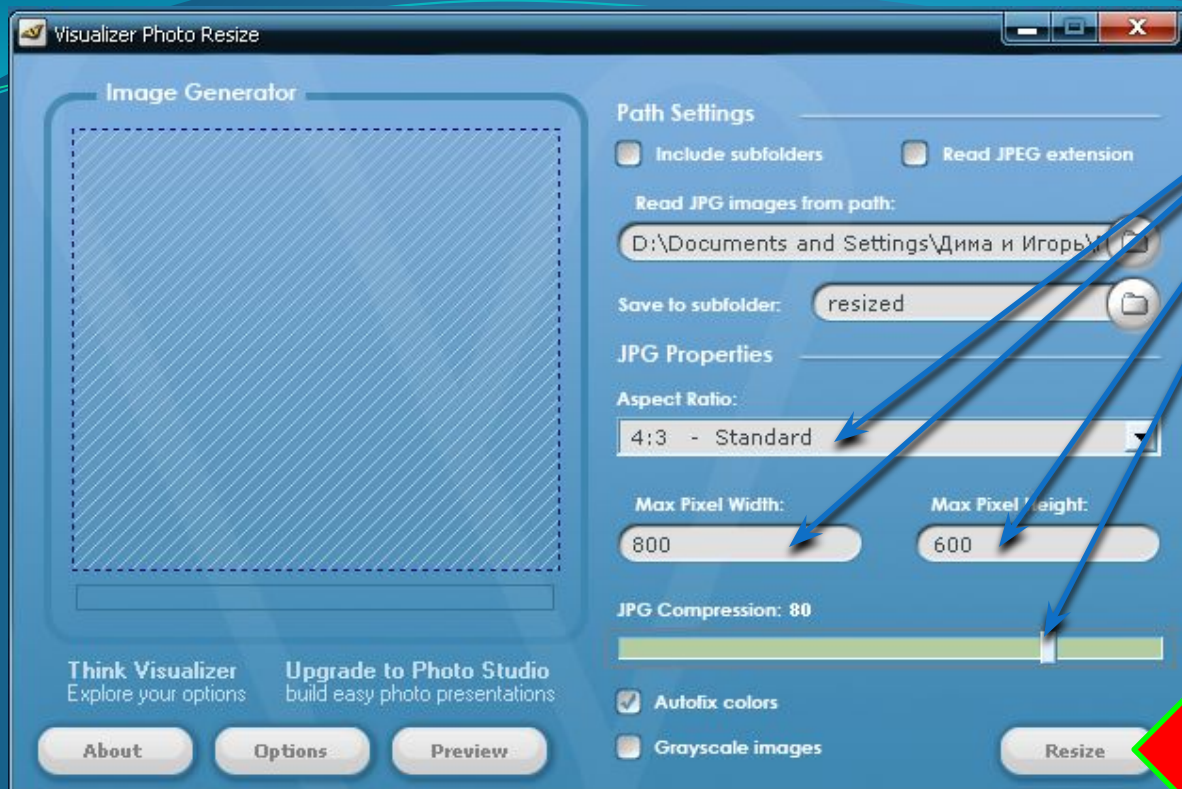 Visualizer Photo Resize
Image Generator
Path Settings
Include subfolders
Read JPEG extension
Read JPG images from path:
D:\Documents and Settings\Дима и Игорь\
Save to subfolder:
resized
JPG Properties
Aspect Ratio:
4:3 - Standard
Max Pixel Width:
Max Pixel Height:
800
600
JPG Compression: 80
Think Visualizer
Explore your options
Upgrade to Photo Studio
build easy photo presentations
Autofix colors
Grayscale images
About
Options
Preview
Resize